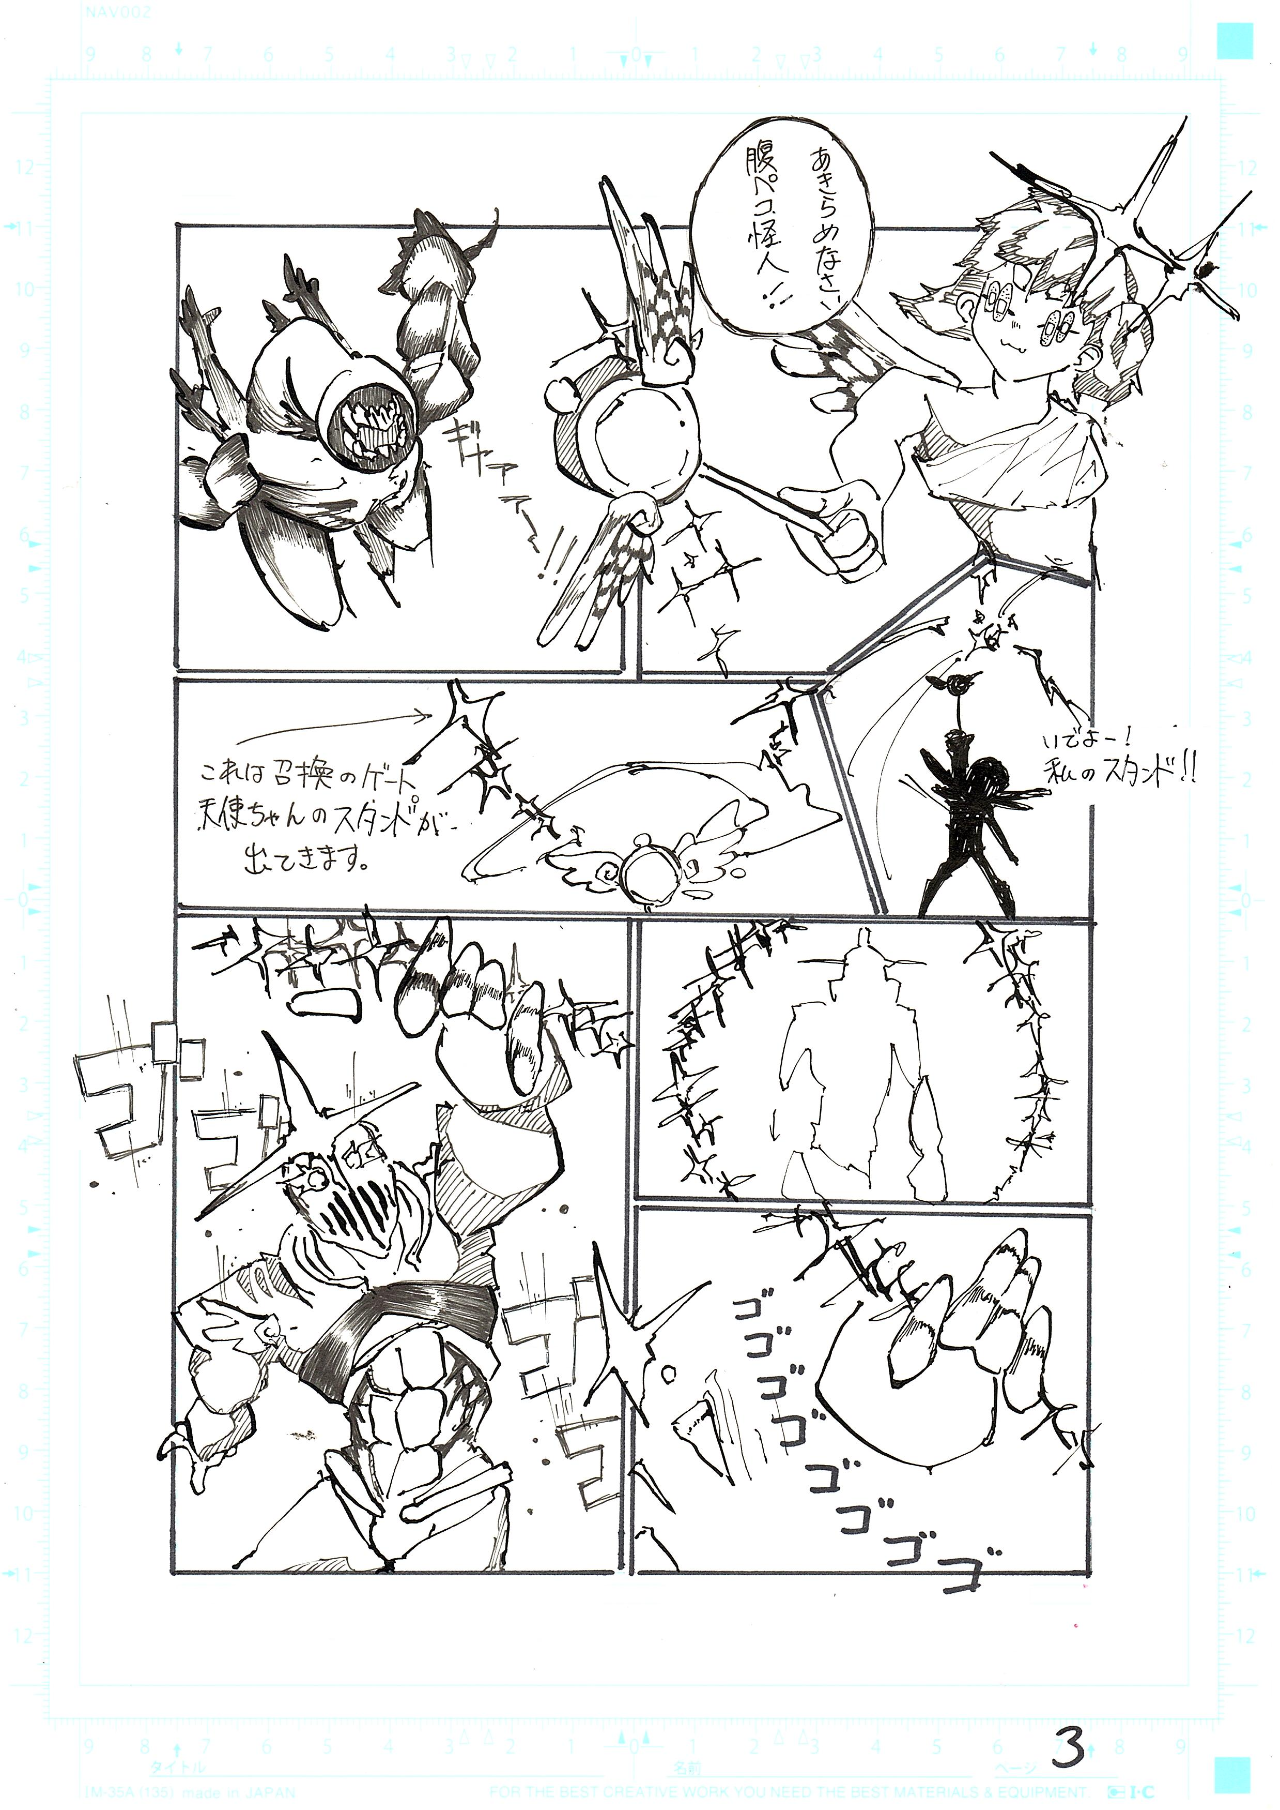 NAV002
あきらめなさい
腹ペコ怪人!!
ギャアアーー!!
いでよー!
私のスタンド!!
これは召喚のゲート
天使ちゃんのスタンドが
出てきます。
ゴゴゴゴゴゴゴゴ
ゴゴ
ゴゴ
3
タイトル
名前
ページ
IM-35A (135) made in JAPAN
FOR THE BEST CREATIVE WORK YOU NEED THE BEST MATERIALS & EQUIPMENT.
I·C